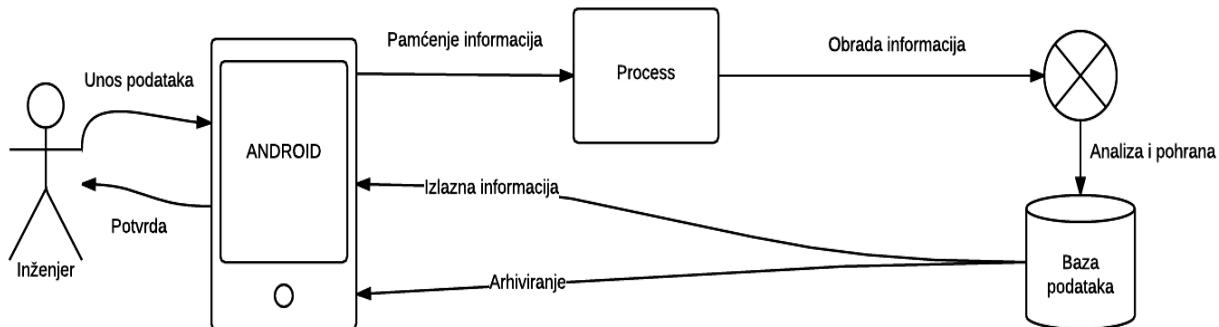 Pamćenje informacija
Obrada informacija
Process
Unos podataka
ANDROID
Analiza i pohrana
Izlazna informacija
Potvrda
Inženjer
Arhiviranje
Baza
podataka